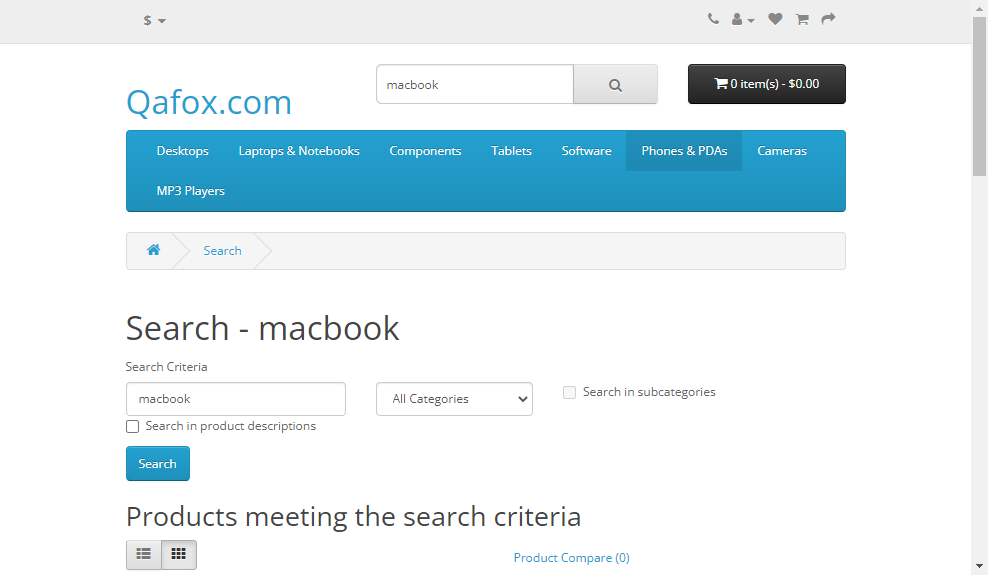 $
macbook
0 item(s) - $0.00
Qafox.com
Desktops Laptops & Notebooks Components Tablets Software Phones & PDAs Cameras
MP3 Players
Search
Search - macbook
Search Criteria
macbook All Categories Search in subcategories
Search in product descriptions
Search
Products meeting the search criteria
Product Compare (0)